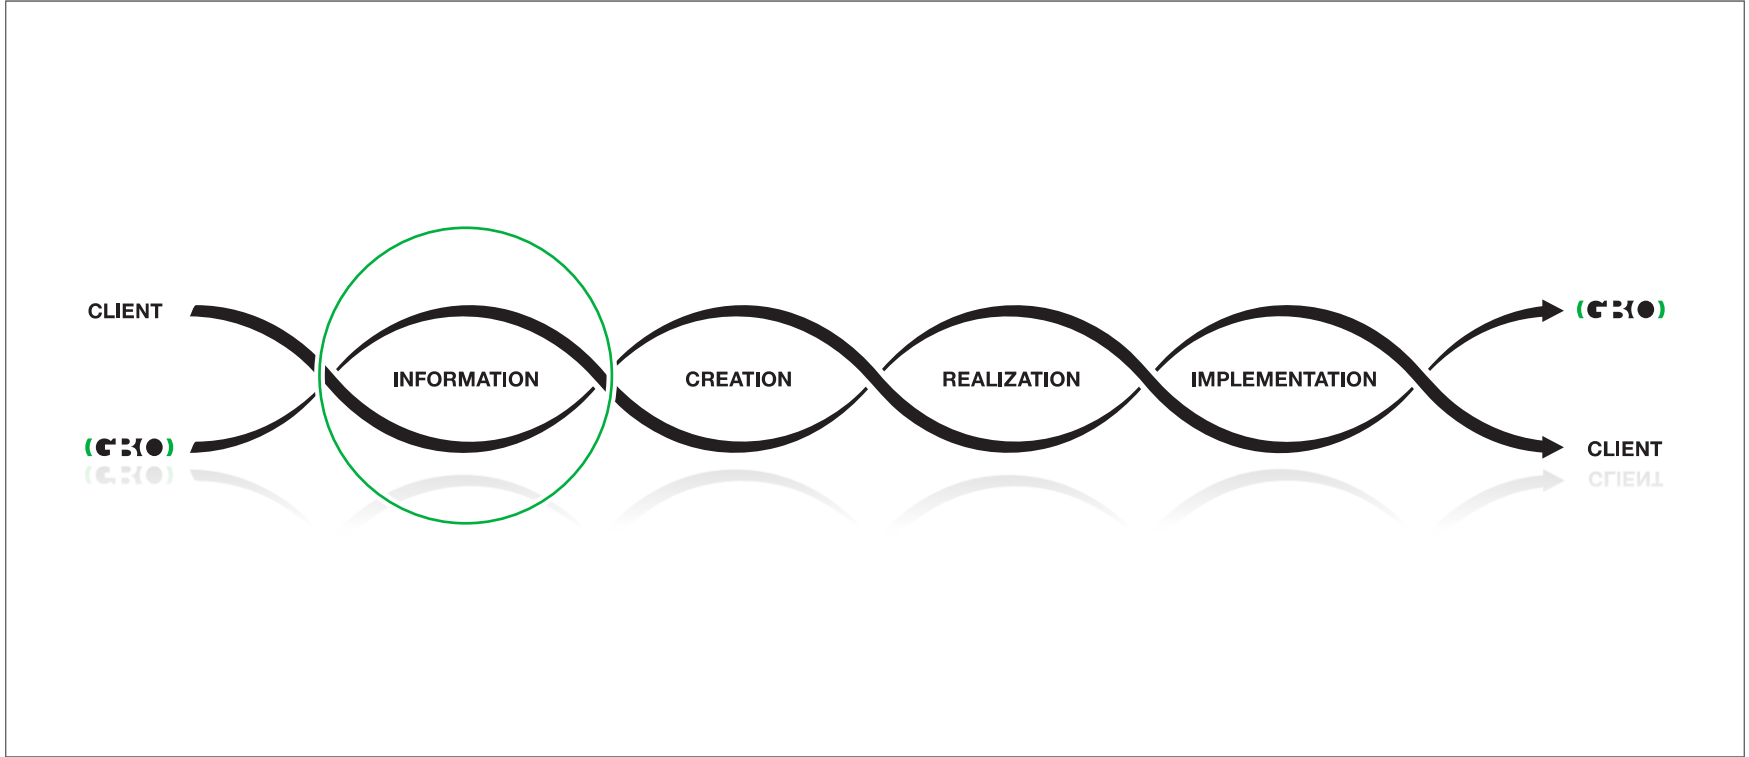 CLIENT
INFORMATION
CREATION
REALIZATION
IMPLEMENTATION
CLIENT